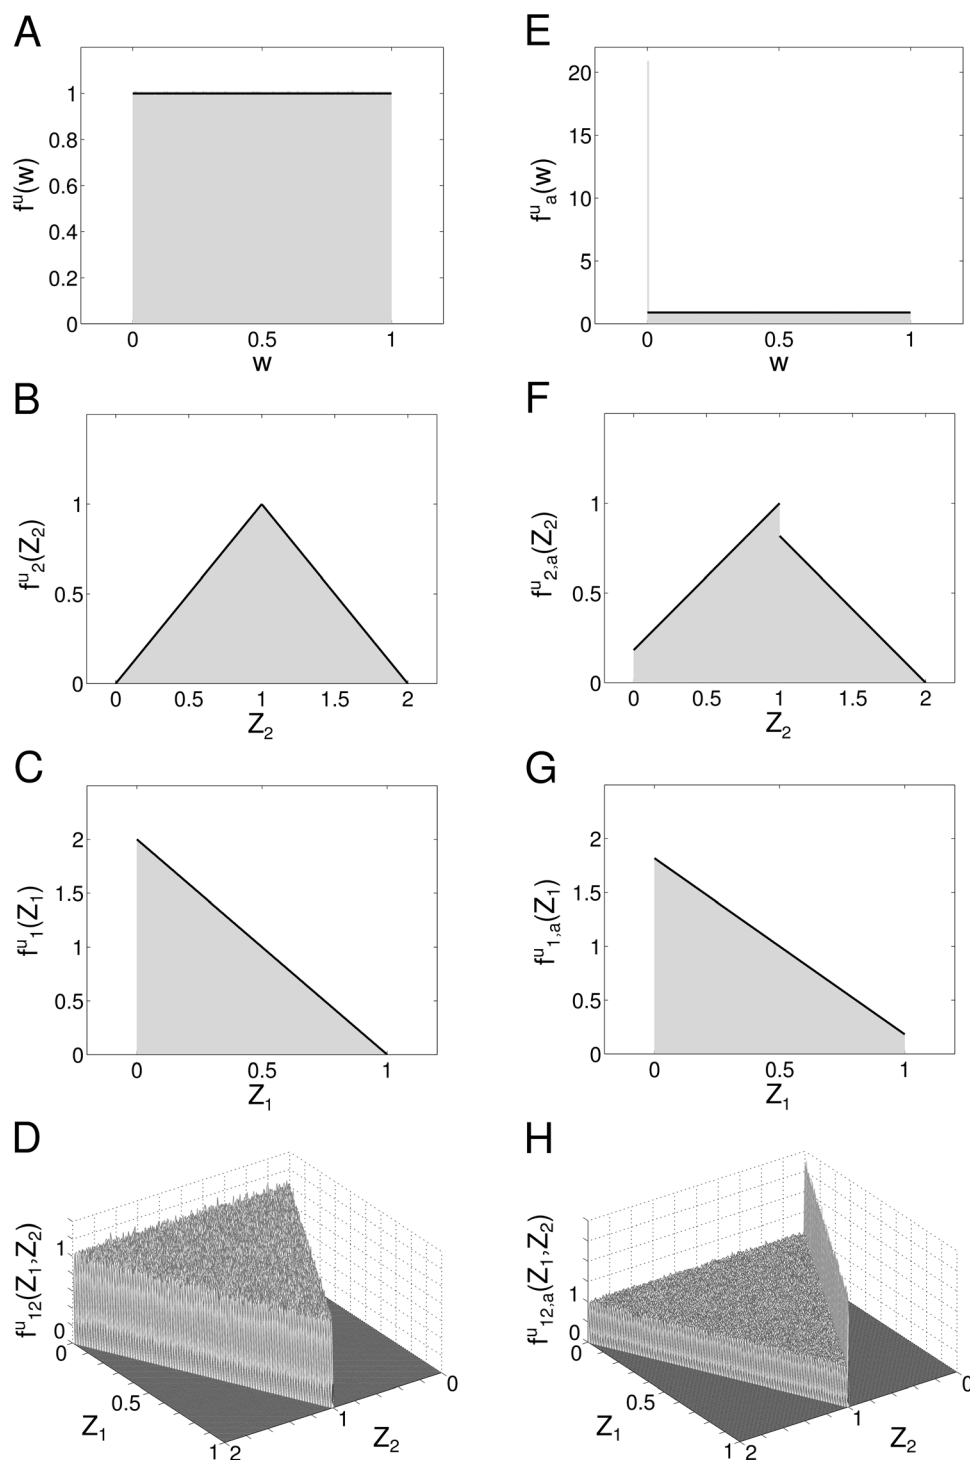 A
f^u(w)
1
0.8
0.6
0.4
0.2
0
0 0.5 1
w
E
f^u_a(w)
20
15
10
5
0
0 0.5 1
w
B
f^u_2(Z_2)
1
0.5
0
0 0.5 1 1.5 2
Z_2
F
f^u_{2,a}(Z_2)
1
0.5
0
0 0.5 1 1.5 2
Z_2
C
f^u_1(Z_1)
2
1.5
1
0.5
0
0 0.5 1
Z_1
G
f^u_{1,a}(Z_1)
2
1.5
1
0.5
0
0 0.5 1
Z_1
D
f^u_{12}(Z_1,Z_2)
1
0
0 0.5 1
Z_1
2 1 0
Z_2
H
f^u_{12,a}(Z_1,Z_2)
1
0
0 0.5 1
Z_1
2 1 0
Z_2